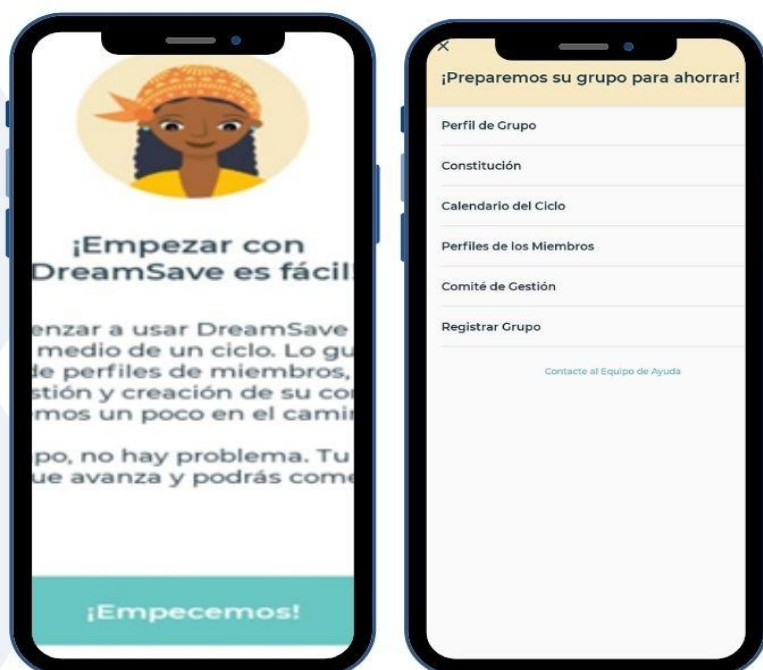 ¡Empezar con
DreamSave es fácil!
enzar a usar DreamSave
medio de un ciclo. Lo gu
de perfiles de miembros,
stión y creación de su co
mos un poco en el cami
po, no hay problema. Tu
ue avanza y podrás come
¡Empecemos!
¡Preparemos su grupo para ahorrar!
Perfil de Grupo
Constitución
Calendario del Ciclo
Perfiles de los Miembros
Comité de Gestión
Registrar Grupo
Contacte al Equipo de Ayuda